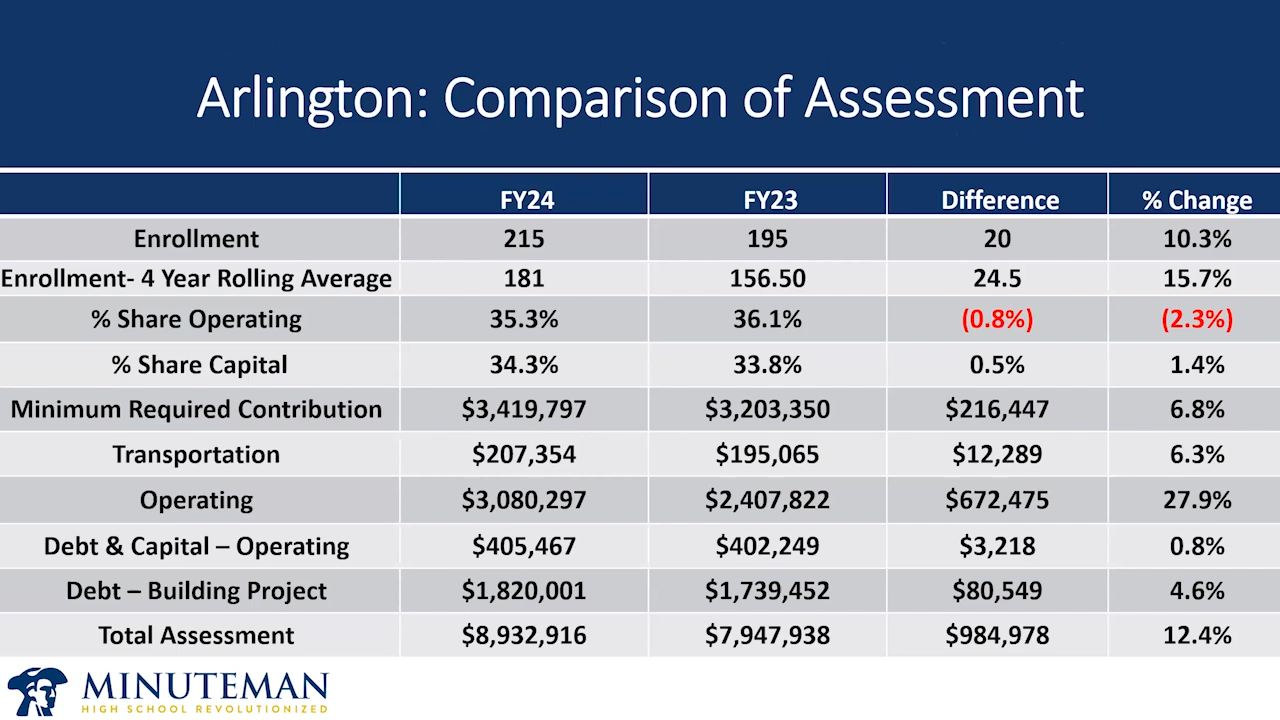 Arlington: Comparison of Assessment
FY24 FY23 Difference % Change
Enrollment 215 195 20 10.3%
Enrollment- 4 Year Rolling Average 181 156.50 24.5 15.7%
% Share Operating 35.3% 36.1% (0.8%) (2.3%)
% Share Capital 34.3% 33.8% 0.5% 1.4%
Minimum Required Contribution $3,419,797 $3,203,350 $216,447 6.8%
Transportation $207,354 $195,065 $12,289 6.3%
Operating $3,080,297 $2,407,822 $672,475 27.9%
Debt & Capital – Operating $405,467 $402,249 $3,218 0.8%
Debt – Building Project $1,820,001 $1,739,452 $80,549 4.6%
Total Assessment $8,932,916 $7,947,938 $984,978 12.4%
MINUTEMAN
HIGH SCHOOL REVOLUTIONIZED